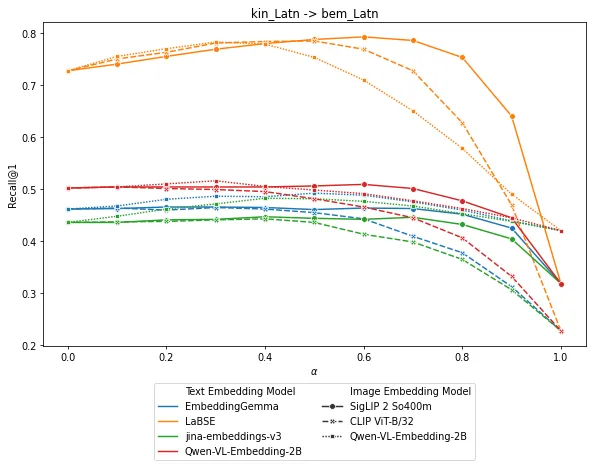 kin_Latn -> bem_Latn
0.8
0.7
0.6
0.5
0.4
0.3
0.2
Recall@1
0.0 0.2 0.4 0.6 0.8 1.0
α
Text Embedding Model Image Embedding Model
EmbeddingGemma SigLIP 2 So400m
LaBSE CLIP ViT-B/32
jina-embeddings-v3 Qwen-VL-Embedding-2B
Qwen-VL-Embedding-2B